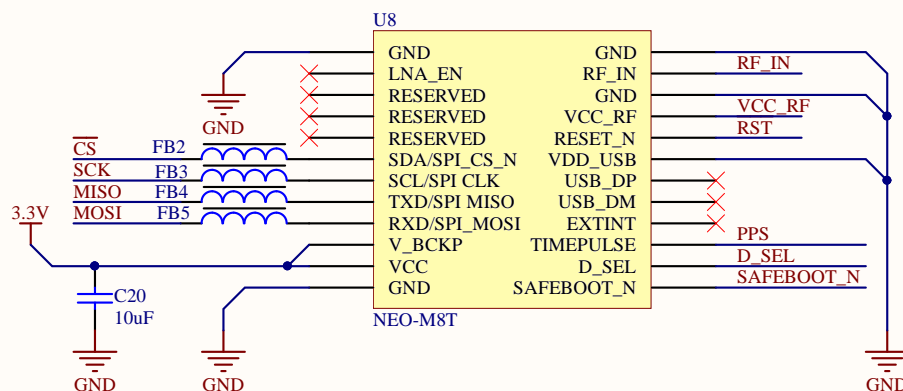 U8
GND GND
LNA_EN RF_IN RF_IN
RESERVED GND
GND RESERVED VCC_RF VCC_RF
RESERVED RESET_N RST
CS FB2 SDA/SPI_CS_N VDD_USB
SCK FB3 SCL/SPI CLK USB_DP
MISO FB4 TXD/SPI MISO USB_DM
MOSI FB5 RXD/SPI_MOSI EXTINT
3.3V V_BCKP TIMEPULSE PPS
VCC D_SEL D_SEL
GND SAFEBOOT_N SAFEBOOT_N
C20
10uF NEO-M8T
GND GND GND